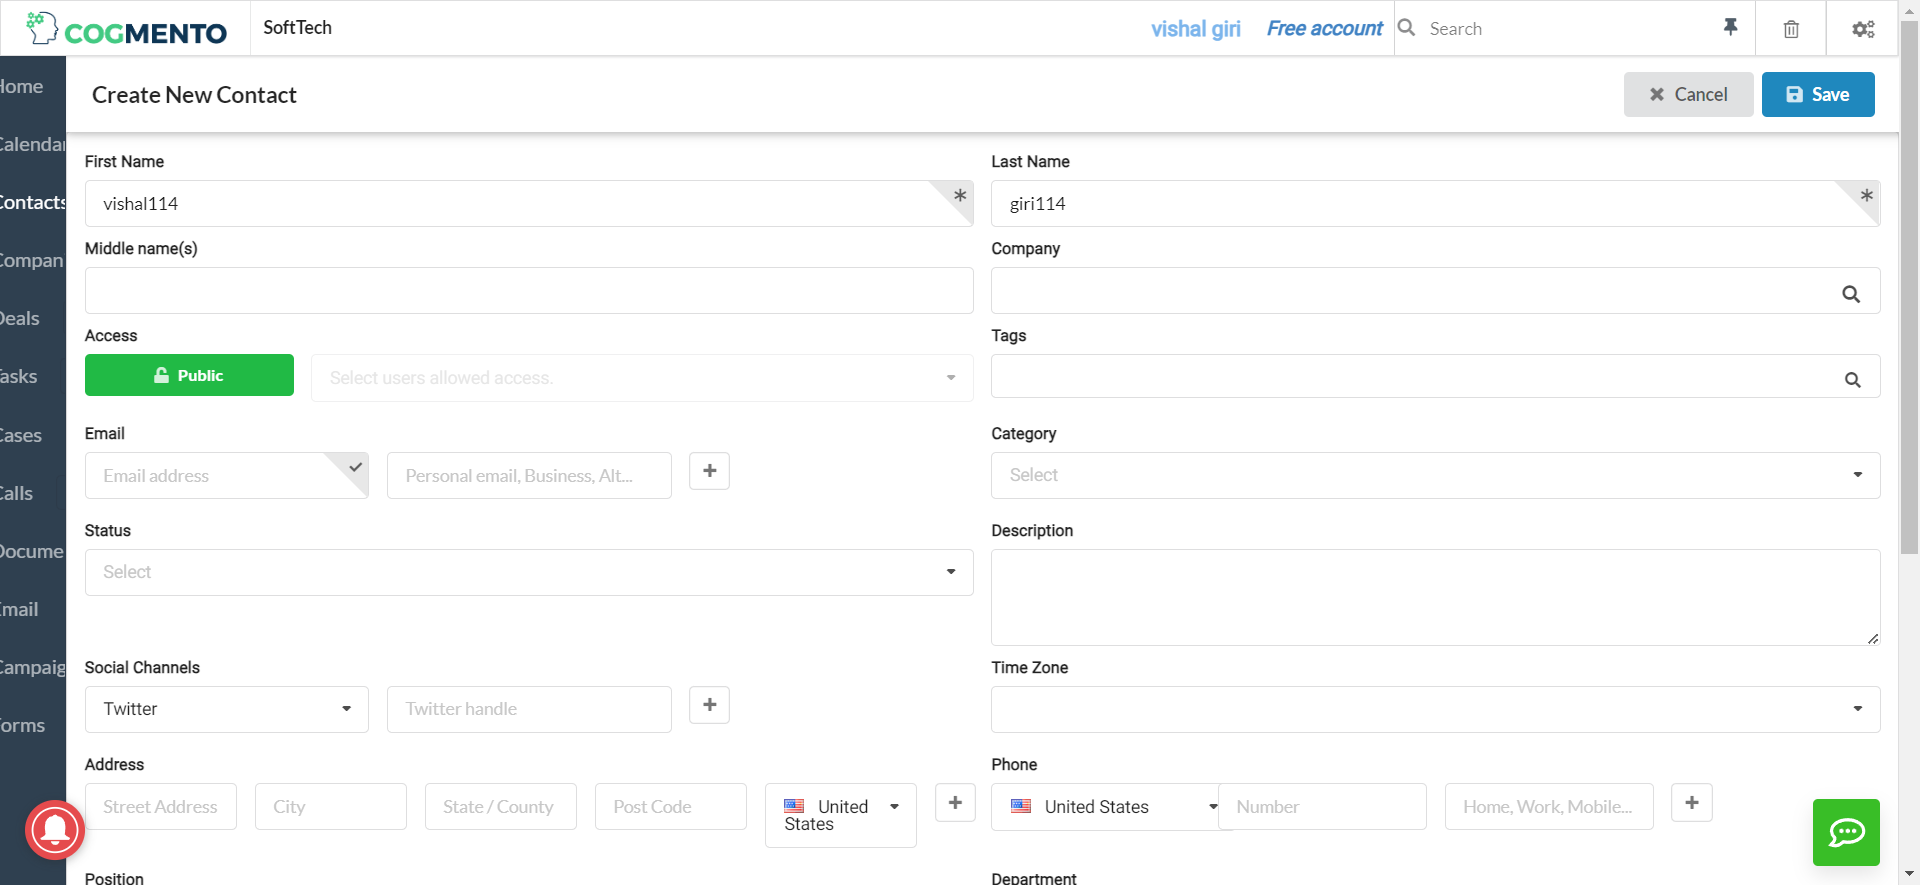 COGMENTO
SoftTech
vishal giri
Free account
Search
Home
Calendar
Contacts
Compan
Deals
Tasks
Cases
Calls
Docume
Email
Campaig
Forms
Create New Contact
Cancel
Save
First Name
vishal114
*
Last Name
giri114
*
Middle name(s)
Company
Access
Public
Select users allowed access.
Tags
Email
Email address
Personal email, Business, Alt...
Category
Select
Status
Select
Description
Social Channels
Twitter
Twitter handle
Time Zone
Address
Street Address
City
State / County
Post Code
United
States
Phone
United States
Number
Home, Work, Mobile...
Position
Department